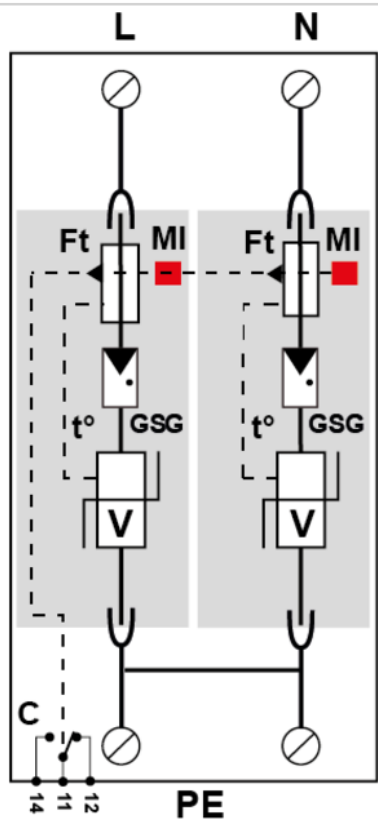 L N
Ft MI Ft MI
t° GSG t° GSG
V V
C
14 11 12 PE